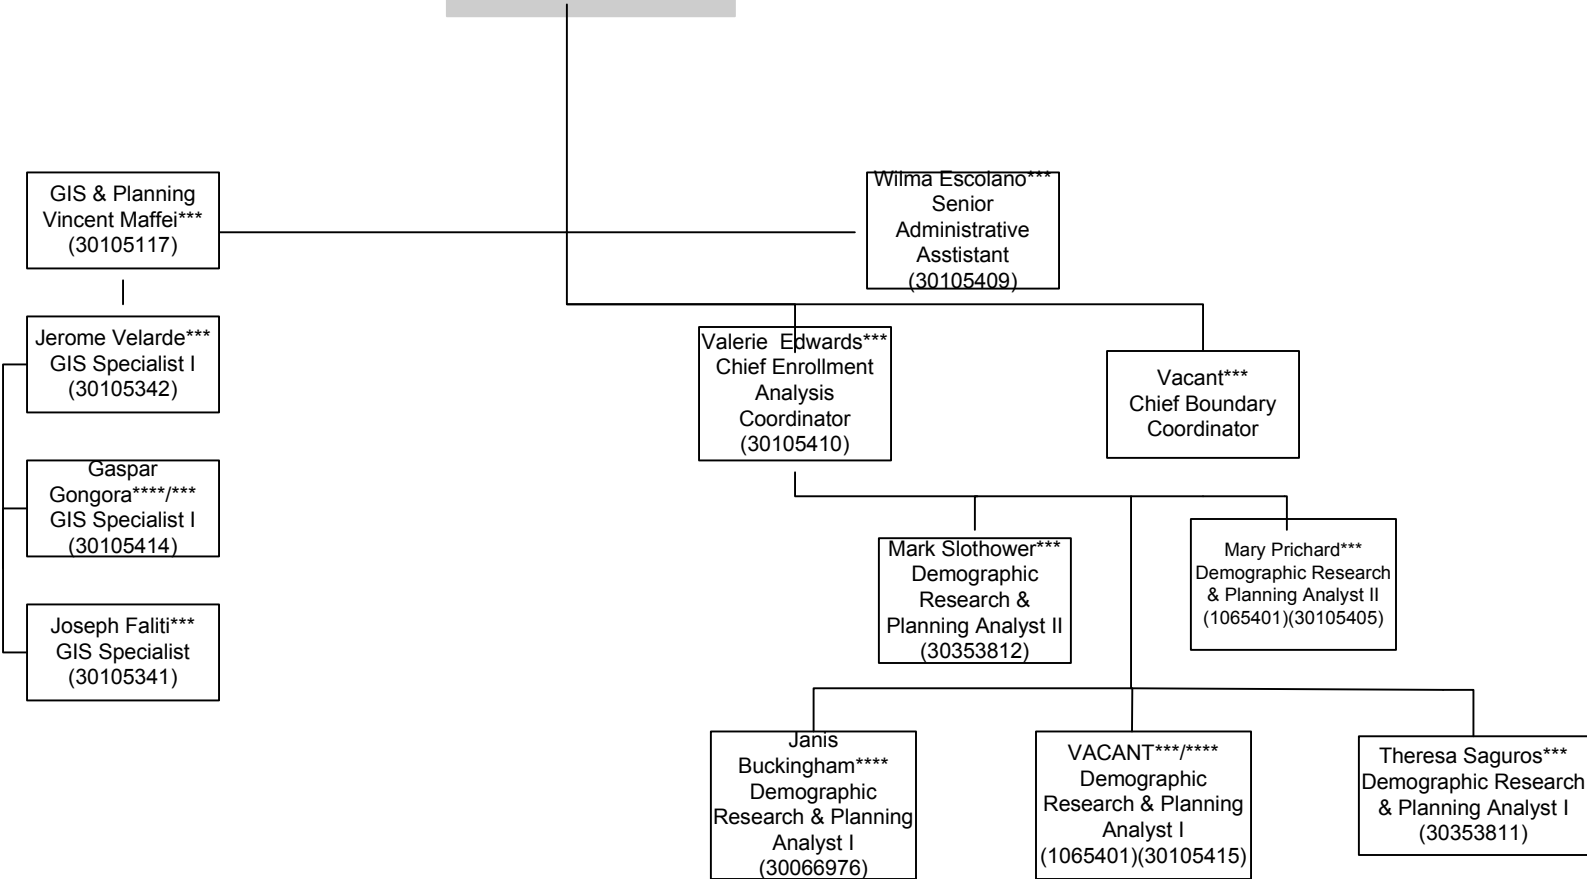 GIS & Planning
Vincent Maffei***
(30105117)
Wilma Escolano***
Senior
Administrative
Asstistant
(30105409)
Jerome Velarde***
GIS Specialist I
(30105342)
Valerie Edwards***
Chief Enrollment
Analysis
Coordinator
(30105410)
Vacant***
Chief Boundary
Coordinator
Gaspar
Gongora****/***
GIS Specialist I
(30105414)
Mark Slothower***
Demographic
Research &
Planning Analyst II
(30353812)
Mary Prichard***
Demographic Research
& Planning Analyst II
(1065401)(30105405)
Joseph Faliti***
GIS Specialist
(30105341)
Janis
Buckingham****
Demographic
Research & Planning
Analyst I
(30066976)
VACANT***/****
Demographic
Research & Planning
Analyst I
(1065401)(30105415)
Theresa Saguros***
Demographic Research
& Planning Analyst I
(30353811)